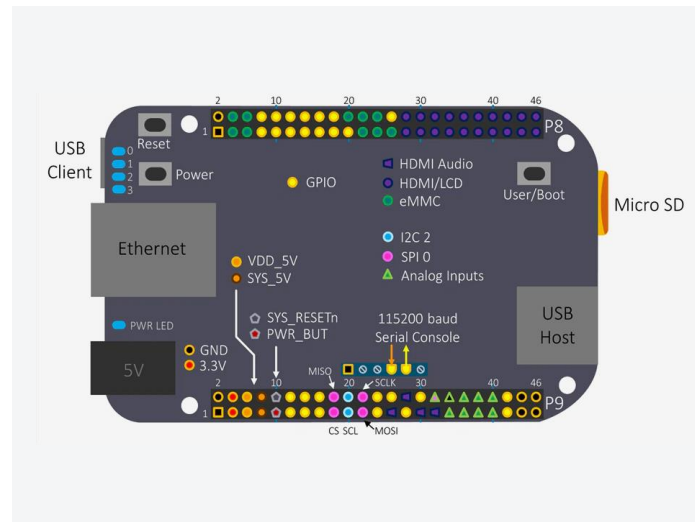 2 10 20 30 40 46
1 P8
Reset
USB
Client
0
1
2
3
Power
GPIO
HDMI Audio
HDMI/LCD
eMMC
User/Boot
Micro SD
Ethernet
I2C 2
SPI 0
Analog Inputs
VDD_5V
SYS_5V
SYS_RESETn
PWR_BUT
115200 baud
Serial Console
USB
Host
PWR LED
5V
GND
3.3V
MISO
SCLK
2 10 20 30 40 46
1 P9
CS SCL MOSI